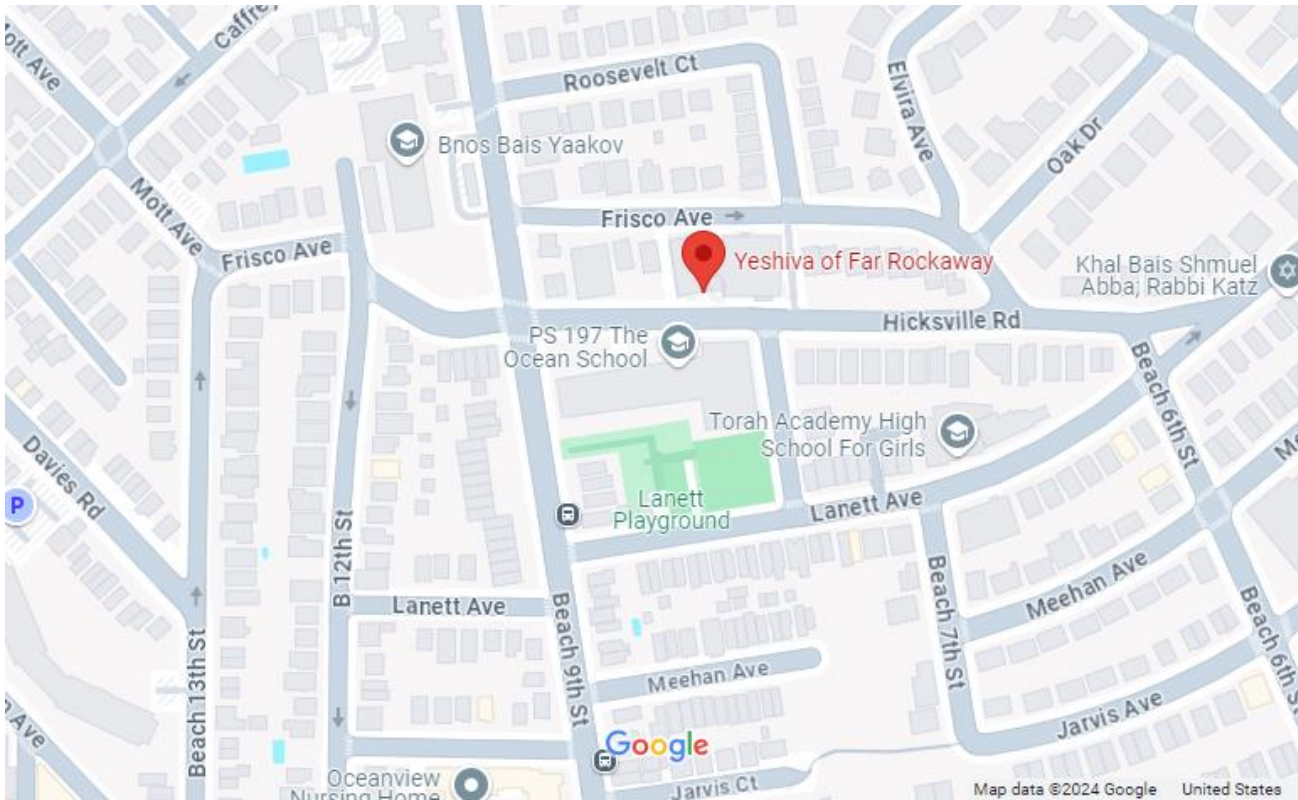 Mott Ave
Caffrey
Roosevelt Ct
Elvira Ave
Oak Dr
Bnos Bais Yaakov
Mott Ave
Frisco Ave
Frisco Ave
Yeshiva of Far Rockaway
Khal Bais Shmuel
Abba; Rabbi Katz
Hicksville Rd
PS 197 The
Ocean School
Beach 6th St
Torah Academy High
School For Girls
Davies Rd
P
Lanett
Playground
Lanett Ave
B 12th St
Lanett Ave
Beach 9th St
Beach 7th St
Meehan Ave
Beach 6th St
Meehan Ave
Beach 13th St
Jarvis Ave
Ave
Google
Oceanview
Nursing Home
Jarvis Ct
Map data ©2024 Google United States